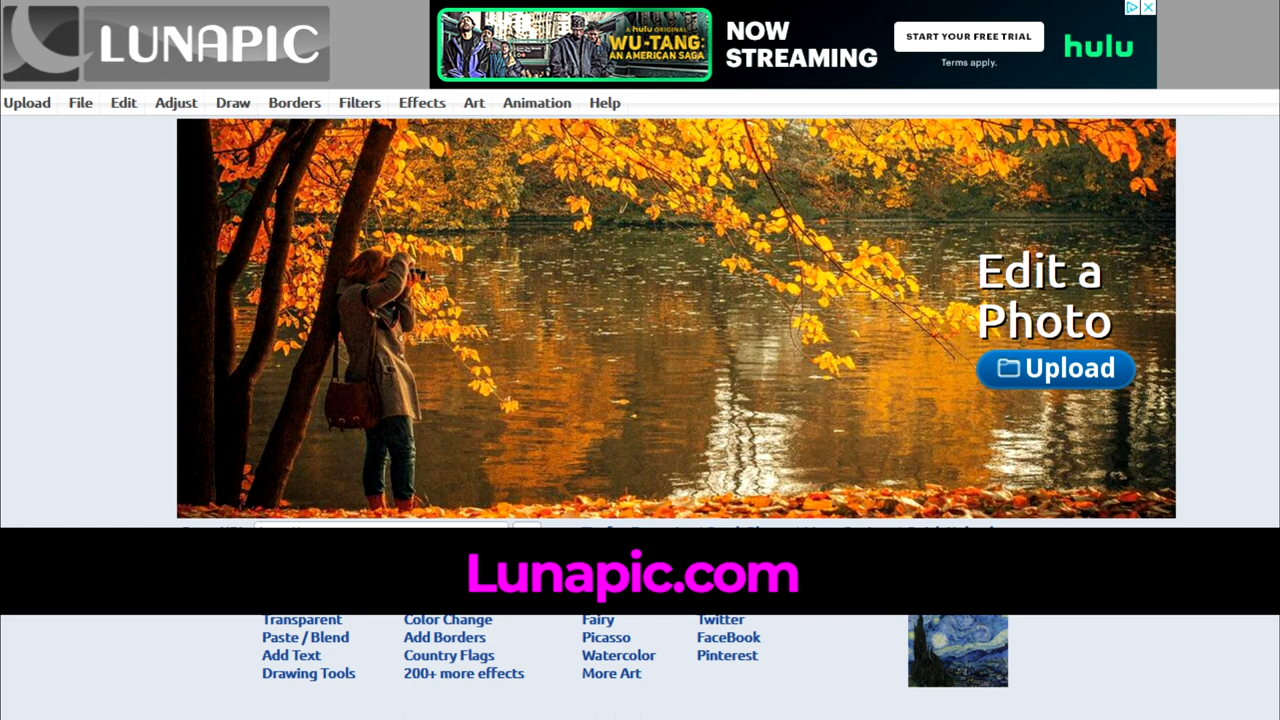 LUNAPIC
A hulu ORIGINAL
WU-TANG:
AN AMERICAN SAGA
NOW
STREAMING
START YOUR FREE TRIAL
Terms apply.
hulu
Upload File Edit Adjust Draw Borders Filters Effects Art Animation Help
Edit a
Photo
Upload
Lunapic.com
Transparent Color Change Fairy Twitter
Paste / Blend Add Borders Picasso FaceBook
Add Text Country Flags Watercolor Pinterest
Drawing Tools 200+ more effects More Art